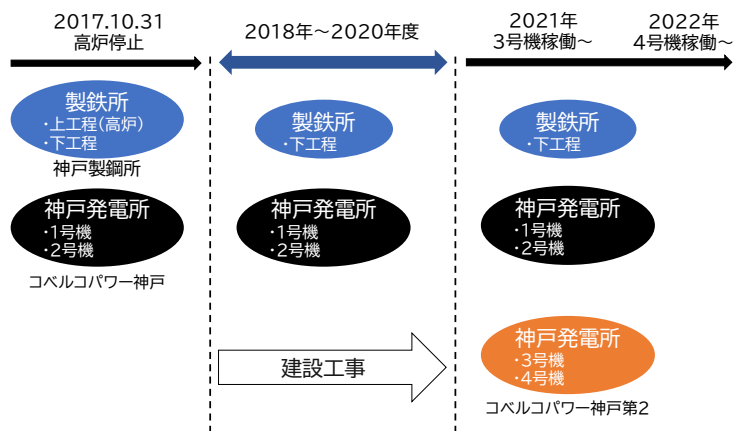 2017.10.31
高炉停止
2018年～2020年度
2021年
3号機稼働～
2022年
4号機稼働～
製鉄所
・上工程(高炉)
・下工程
神戸製鋼所
製鉄所
・下工程
製鉄所
・下工程
神戸発電所
・1号機
・2号機
コベルコパワー神戸
神戸発電所
・1号機
・2号機
神戸発電所
・1号機
・2号機
建設工事
神戸発電所
・3号機
・4号機
コベルコパワー神戸第2